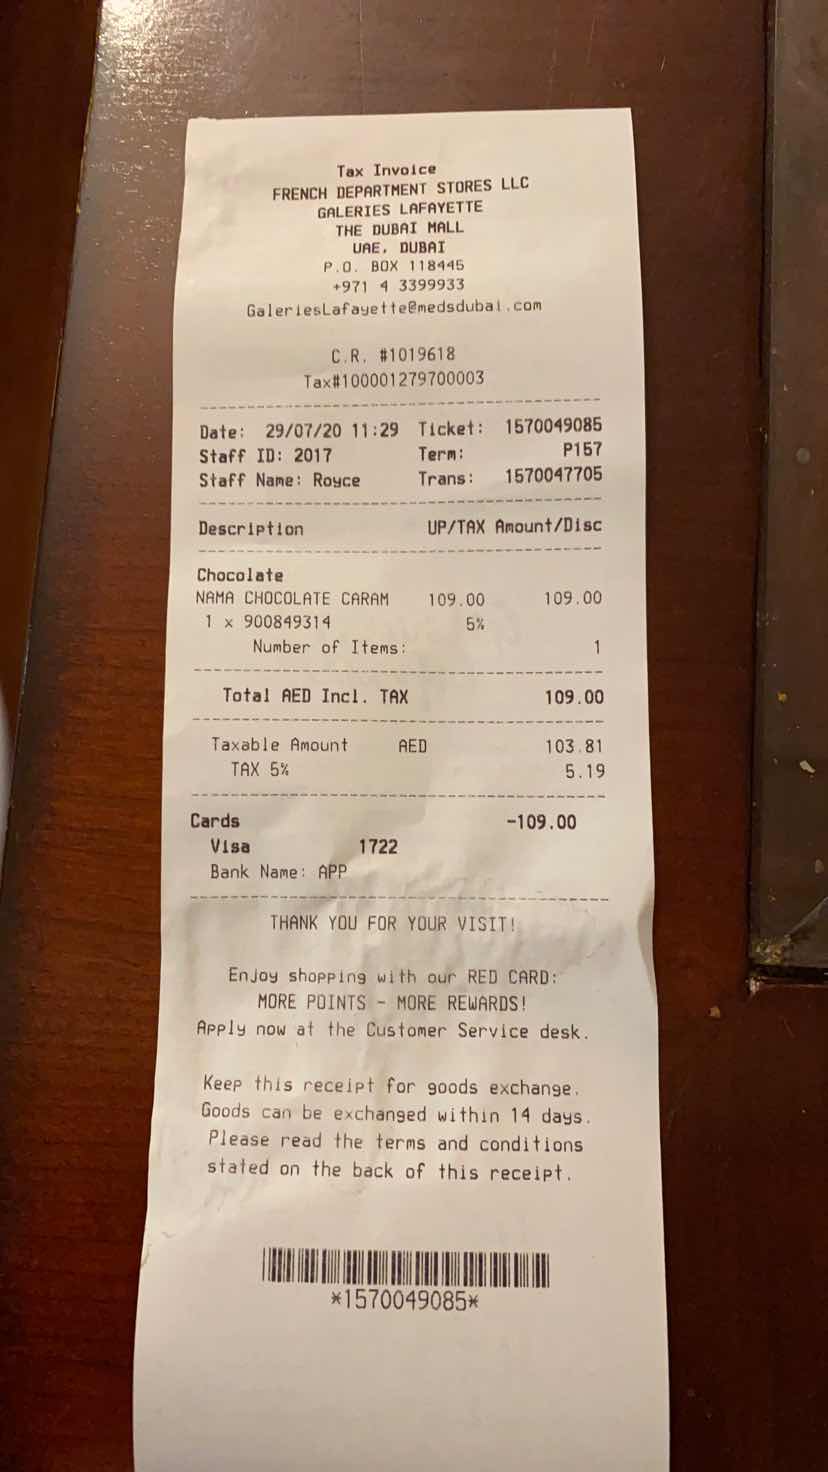 Tax Invoice
FRENCH DEPARTMENT STORES LLC
GALERIES LAFAYETTE
THE DUBAI MALL
UAE, DUBAI
P.O. BOX 118445
+971 4 3399933
GaleriesLafayette@medsdubai.com
C.R. #1019618
Tax#100001279700003
Date: 29/07/20 11:29 Ticket: 1570049085
Staff ID: 2017 Term: P157
Staff Name: Royce Trans: 1570047705
Description UP/TAX Amount/Disc
Chocolate
NAMA CHOCOLATE CARAM 109.00 109.00
1 x 900849314 5%
Number of Items: 1
Total AED Incl. TAX 109.00
Taxable Amount AED 103.81
TAX 5% 5.19
Cards -109.00
Visa 1722
Bank Name: APP
THANK YOU FOR YOUR VISIT!
Enjoy shopping with our RED CARD:
MORE POINTS - MORE REWARDS!
Apply now at the Customer Service desk.
Keep this receipt for goods exchange.
Goods can be exchanged within 14 days.
Please read the terms and conditions
stated on the back of this receipt.
*1570049085*